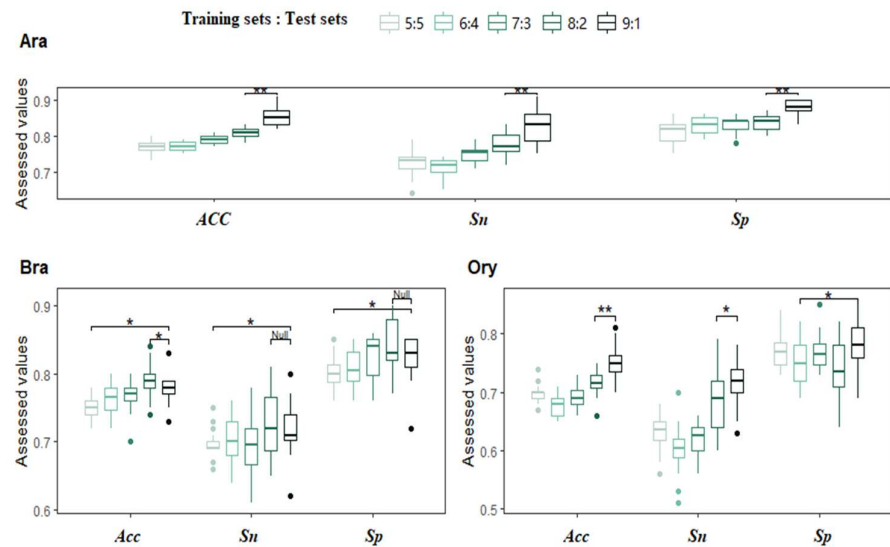 Training sets : Test sets 5:5 6:4 7:3 8:2 9:1
Ara
Assessed values
0.9
0.8
0.7
** ** **
ACC Sn Sp
Bra
Assessed values
0.9
0.8
0.7
0.6
* * * Null * Null
Acc Sn Sp
Ory
Assessed values
0.8
0.7
0.6
0.5
** * *
Acc Sn Sp